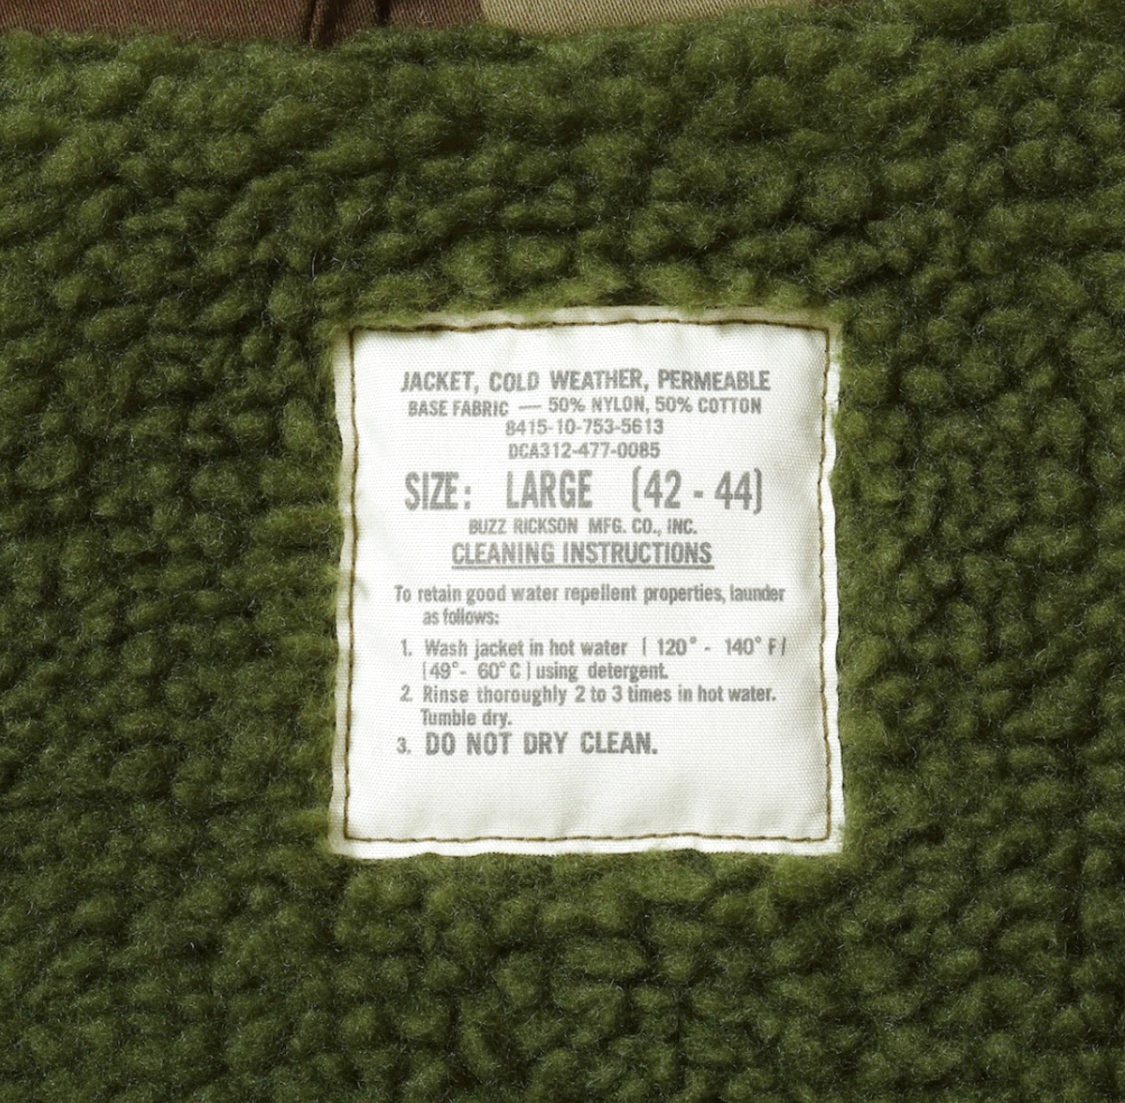 JACKET, COLD WEATHER, PERMEABLE
BASE FABRIC — 50% NYLON, 50% COTTON
8415-10-753-5613
DCA312-477-0085
SIZE: LARGE (42 - 44)
BUZZ RICKSON MFG. CO., INC.
CLEANING INSTRUCTIONS
To retain good water repellent properties, launder
as follows:
1. Wash jacket in hot water ( 120° - 140° F )
(49° - 60° C ) using detergent.
2. Rinse thoroughly 2 to 3 times in hot water.
Tumble dry.
3. DO NOT DRY CLEAN.